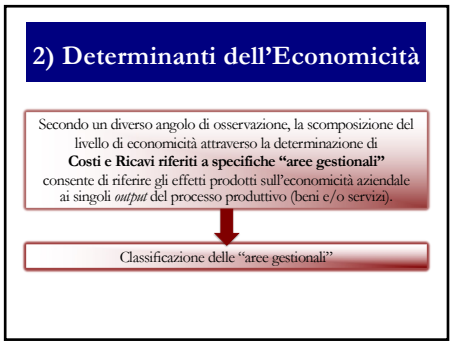 2) Determinanti dell'Economicità
Secondo un diverso angolo di osservazione, la scomposizione del
livello di economicità attraverso la determinazione di
Costi e Ricavi riferiti a specifiche “aree gestionali”
consente di riferire gli effetti prodotti sull'economicità aziendale
ai singoli output del processo produttivo (beni e/o servizi).
Classificazione delle “aree gestionali”